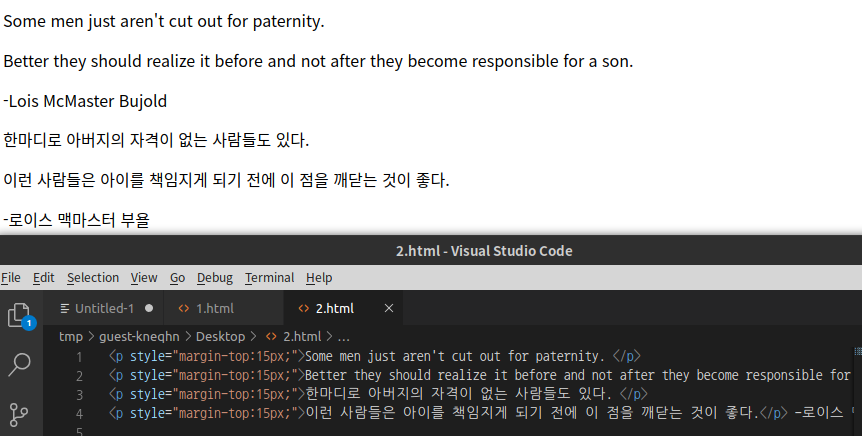 Some men just aren't cut out for paternity.
Better they should realize it before and not after they become responsible for a son.
-Lois McMaster Bujold
한마디로 아버지의 자격이 없는 사람들도 있다.
이런 사람들은 아이를 책임지게 되기 전에 이 점을 깨닫는 것이 좋다.
-로이스 맥마스터 부욜
2.html - Visual Studio Code
File Edit Selection View Go Debug Terminal Help
Untitled-1 1.html 2.html
1
tmp > guest-kneqhn > Desktop > 2.html > ...
1 <p style="margin-top:15px;">Some men just aren't cut out for paternity. </p>
2 <p style="margin-top:15px;">Better they should realize it before and not after they become responsible for
3 <p style="margin-top:15px;">한마디로 아버지의 자격이 없는 사람들도 있다. </p>
4 <p style="margin-top:15px;">이런 사람들은 아이를 책임지게 되기 전에 이 점을 깨닫는 것이 좋다.</p> -로이스
5